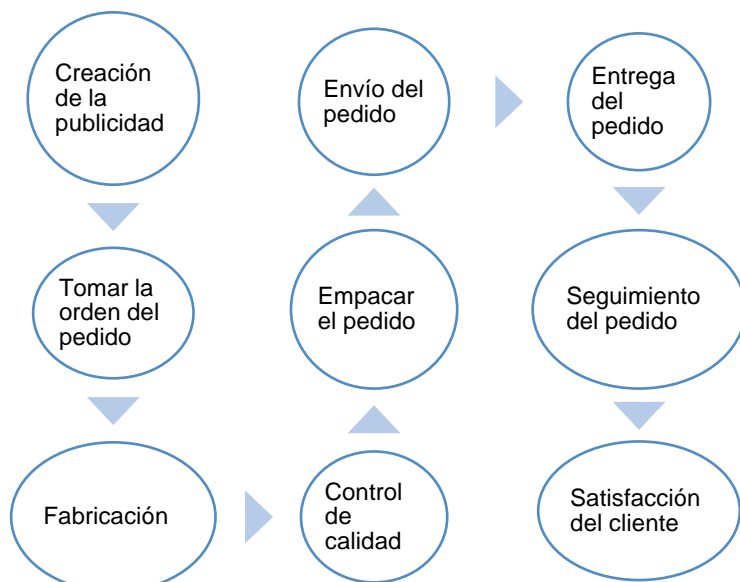 Creación
de la
publicidad
Tomar la
orden del
pedido
Fabricación
Control
de
calidad
Empacar
el pedido
Envío del
pedido
Entrega
del
pedido
Seguimiento
del pedido
Satisfacción
del cliente